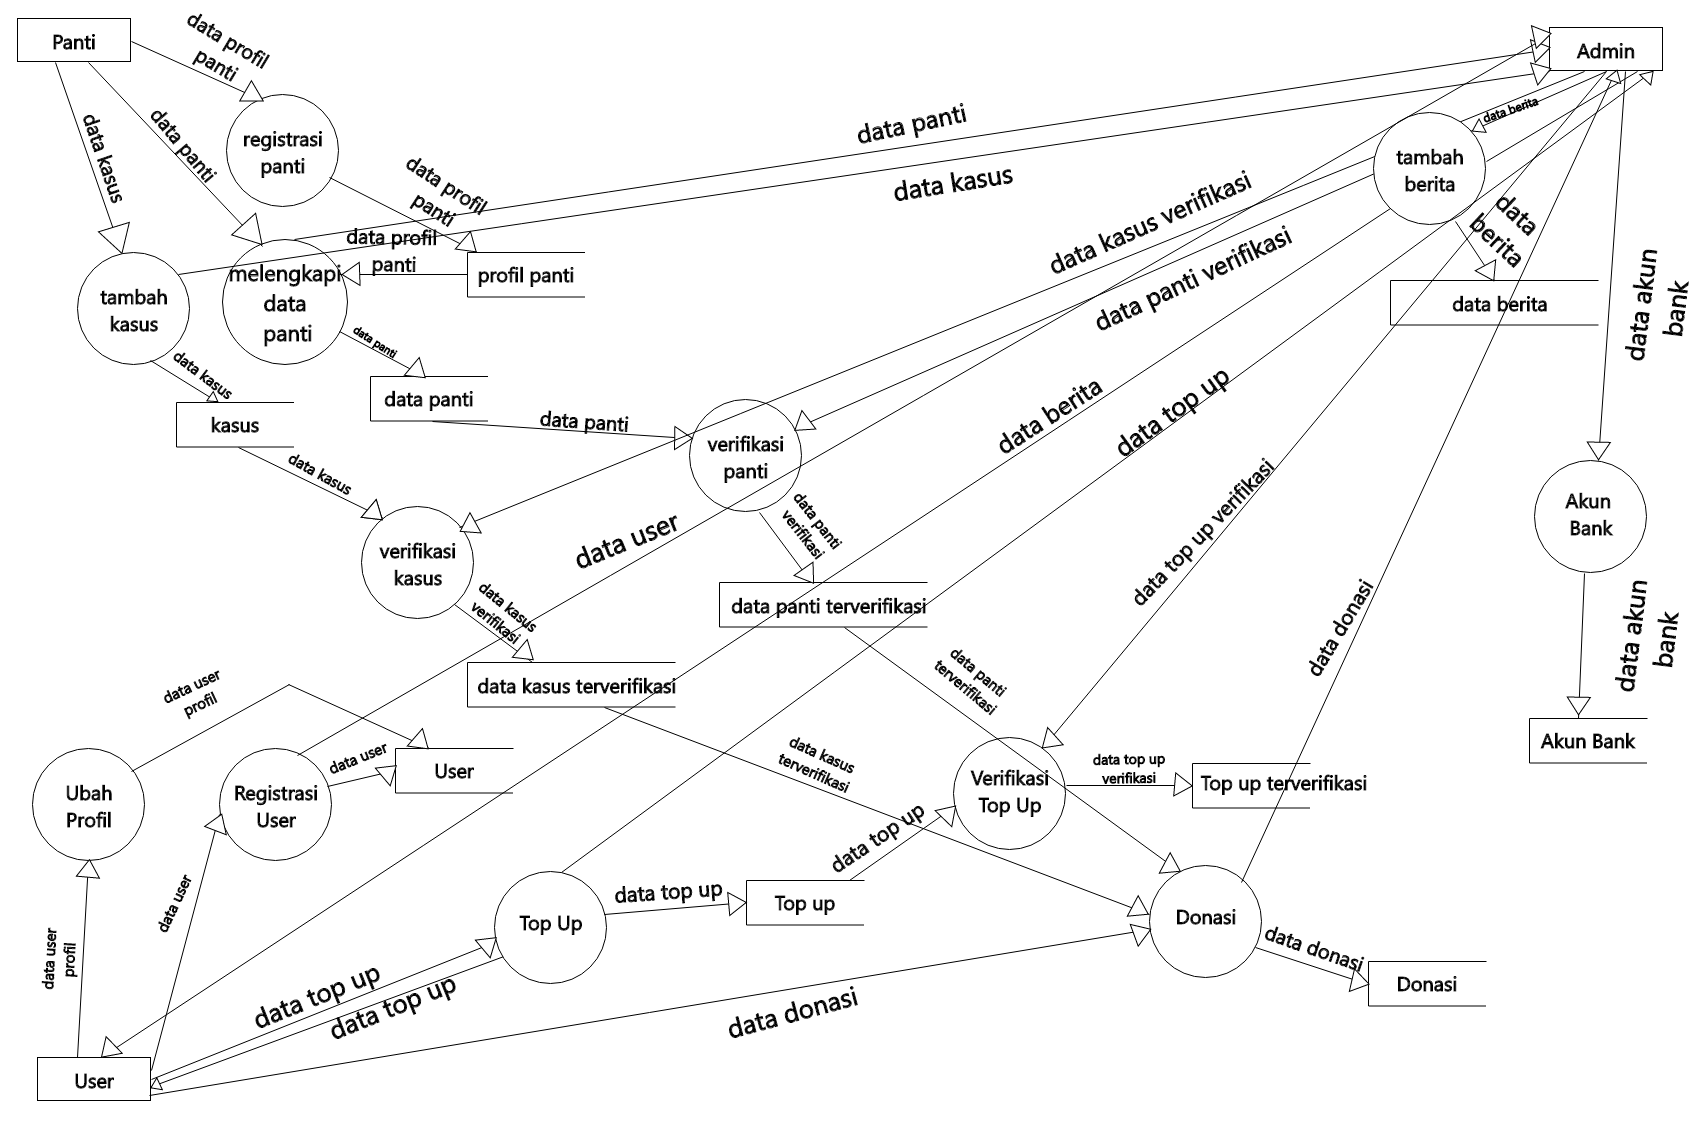 Panti
data profil
panti
Admin
data kasus
data panti
registrasi
panti
data panti
data kasus
data berita
tambah
berita
data profil
panti
data profil
panti
profil panti
melengkapi
data
panti
tambah
kasus
data kasus verifikasi
data panti verifikasi
data
berita
data berita
data akun
bank
data panti
data kasus
data panti
kasus
data panti
verifikasi
panti
data berita
data top up
data kasus
verifikasi
kasus
data user
data panti
verifikasi
data top up verifikasi
Akun
Bank
data kasus
verifikasi
data panti terverifikasi
data donasi
data akun
bank
data kasus terverifikasi
data panti
terverifikasi
data user
profil
Akun Bank
data user
User
data kasus
terverifikasi
Ubah
Profil
Registrasi
User
Verifikasi
Top Up
data top up
verifikasi
Top up terverifikasi
data top up
data user
Top Up
data top up
Top up
Donasi
data donasi
Donasi
data user
profil
data top up
data top up
data donasi
User